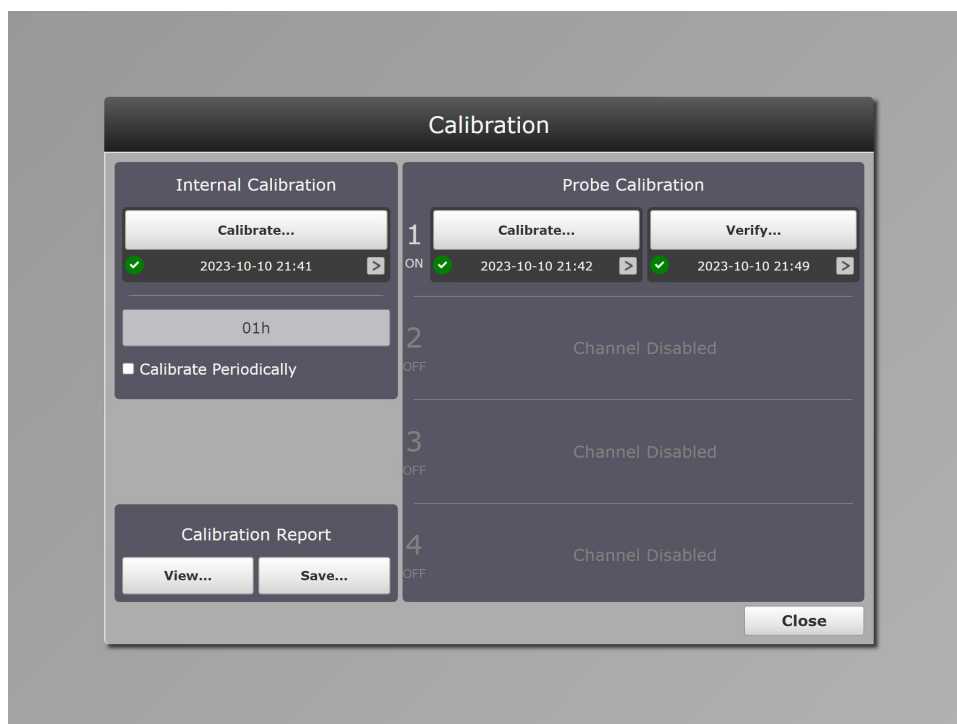 Calibration
Internal Calibration
Calibrate...
2023-10-10 21:41 >
01h
Calibrate Periodically
Calibration Report
View... Save...
Probe Calibration
1
ON
Calibrate... Verify...
2023-10-10 21:42 > 2023-10-10 21:49 >
2
OFF
Channel Disabled
3
OFF
Channel Disabled
4
OFF
Channel Disabled
Close